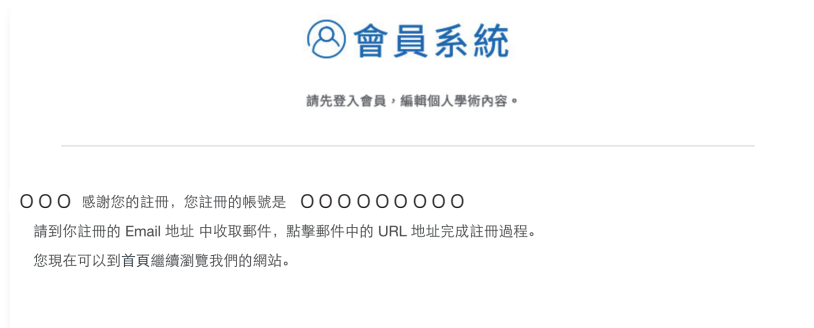 會員系統
請先登入會員，編輯個人學術內容。
ＯＯＯ 感謝您的註冊，您註冊的帳號是 ＯＯＯＯＯＯＯＯＯ
請到你註冊的 Email 地址 中收取郵件，點擊郵件中的 URL 地址完成註冊過程。
您現在可以到首頁繼續瀏覽我們的網站。